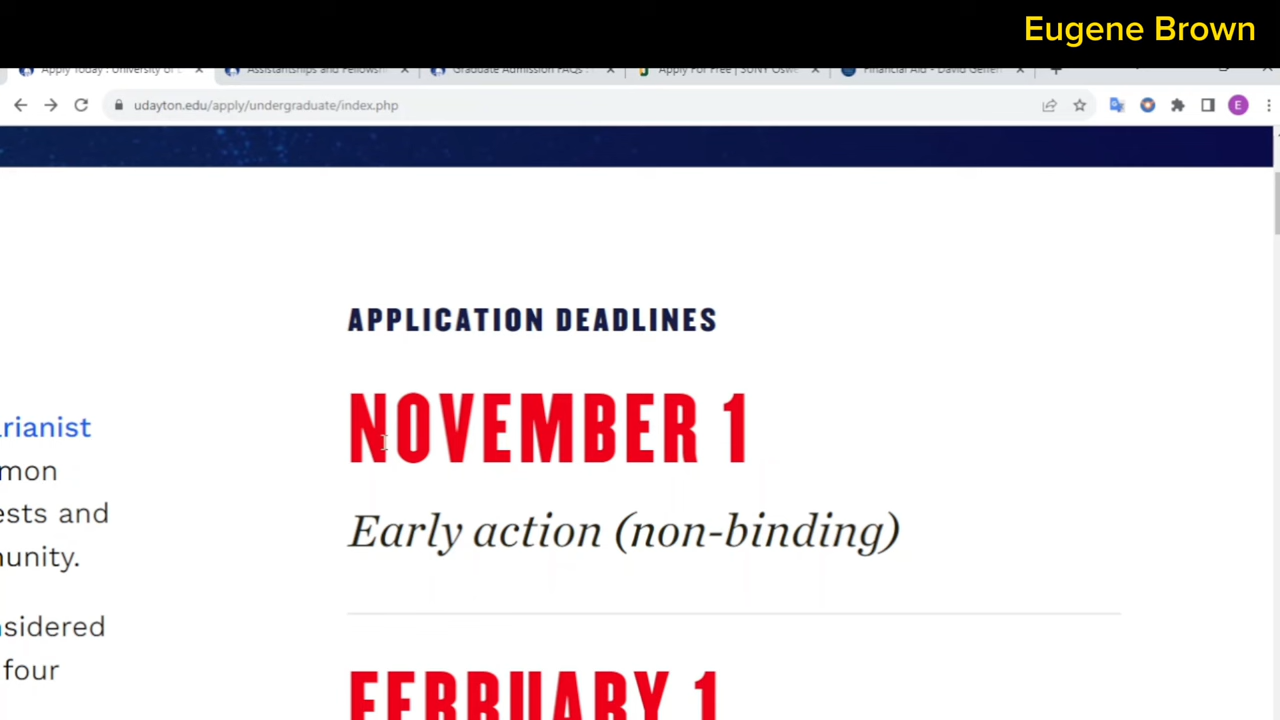 Eugene Brown
Apply Today : University of D
Assistantships and Fellowsh
Graduate Admission FAQs
Apply For Free | SUNY Oswe
Financial Aid - David Geffen
udayton.edu/apply/undergraduate/index.php
E
APPLICATION DEADLINES
NOVEMBER 1
rianist
mon
Early action (non-binding)
ests and
unity.
sidered
four
FEBRUARY 1